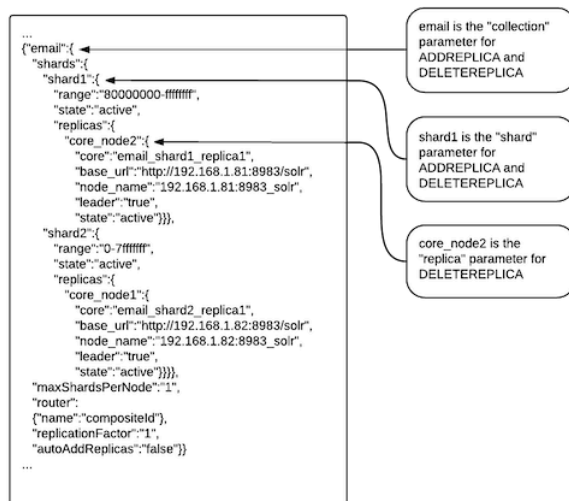 ...
{"email":{
"shards":{
"shard1":{
"range":"80000000-ffffffff",
"state":"active",
"replicas":{
"core_node2":{
"core":"email_shard1_replica1",
"base_url":"http://192.168.1.81:8983/solr",
"node_name":"192.168.1.81:8983_solr",
"leader":"true",
"state":"active"}}},
"shard2":{
"range":"0-7fffffff",
"state":"active",
"replicas":{
"core_node1":{
"core":"email_shard2_replica1",
"base_url":"http://192.168.1.82:8983/solr",
"node_name":"192.168.1.82:8983_solr",
"leader":"true",
"state":"active"}}}},
"maxShardsPerNode":"1",
"router":
{"name":"compositeId"},
"replicationFactor":"1",
"autoAddReplicas":"false"}}
...
email is the "collection"
parameter for
ADDREPLICA and
DELETEREPLICA
shard1 is the "shard"
parameter for
ADDREPLICA and
DELETEREPLICA
core_node2 is the
"replica" parameter for
DELETEREPLICA